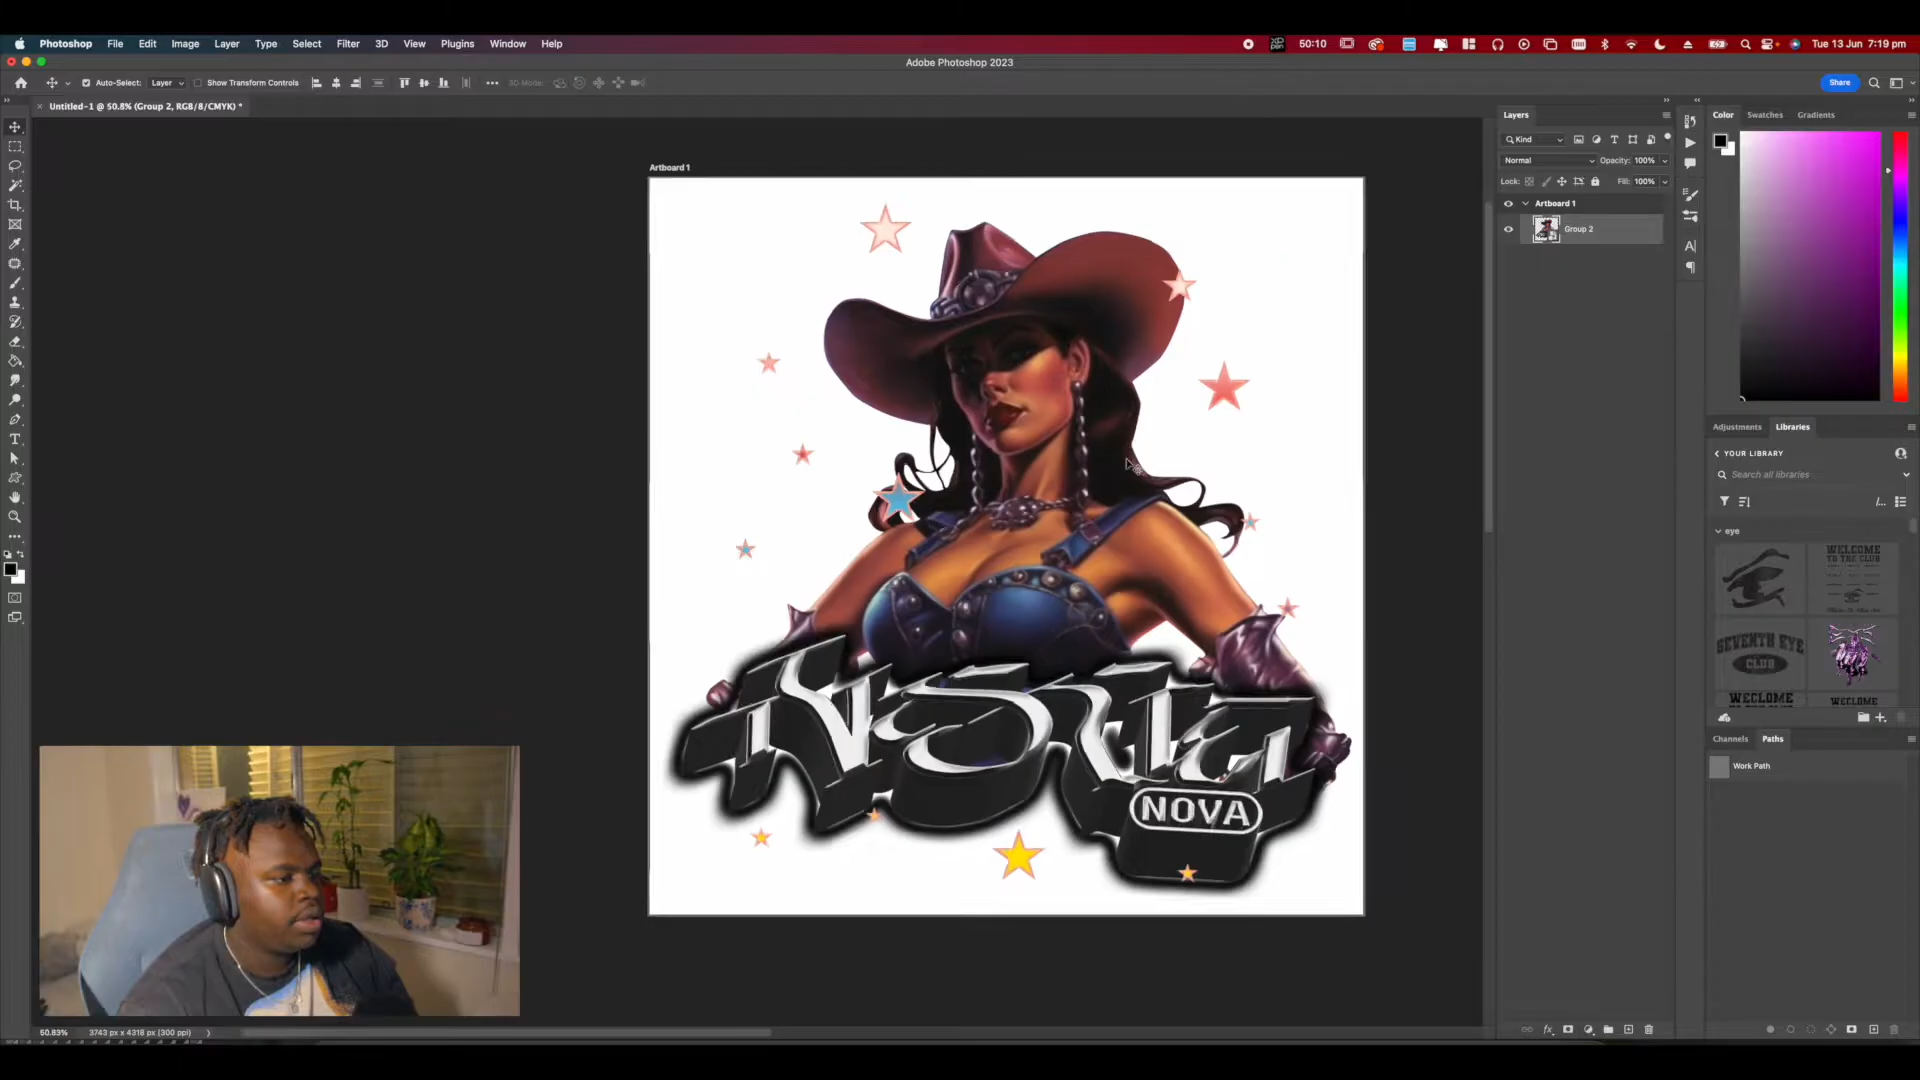 Photoshop File Edit Image Layer Type Select Filter 3D View Plugins Window Help 50:10 Tue 13 Jun 7:19 pm
Adobe Photoshop 2023
Auto-Select: Layer Show Transform Controls 3D Mode: Share
Untitled-1 @ 50.8% (Group 2, RGB/8/CMYK) *
Layers
Color Swatches Gradients
Kind
Normal Opacity: 100%
Lock: Fill: 100%
Artboard 1
Artboard 1
Group 2
Adjustments Libraries
YOUR LIBRARY
Search all libraries
eye
WELCOME
TO THE CLUB
SEVENTH EYE
CLUB
WECLOME
WELCOME
Channels Paths
Work Path
NOVA
50.83% 3743 px x 4318 px (300 ppi)